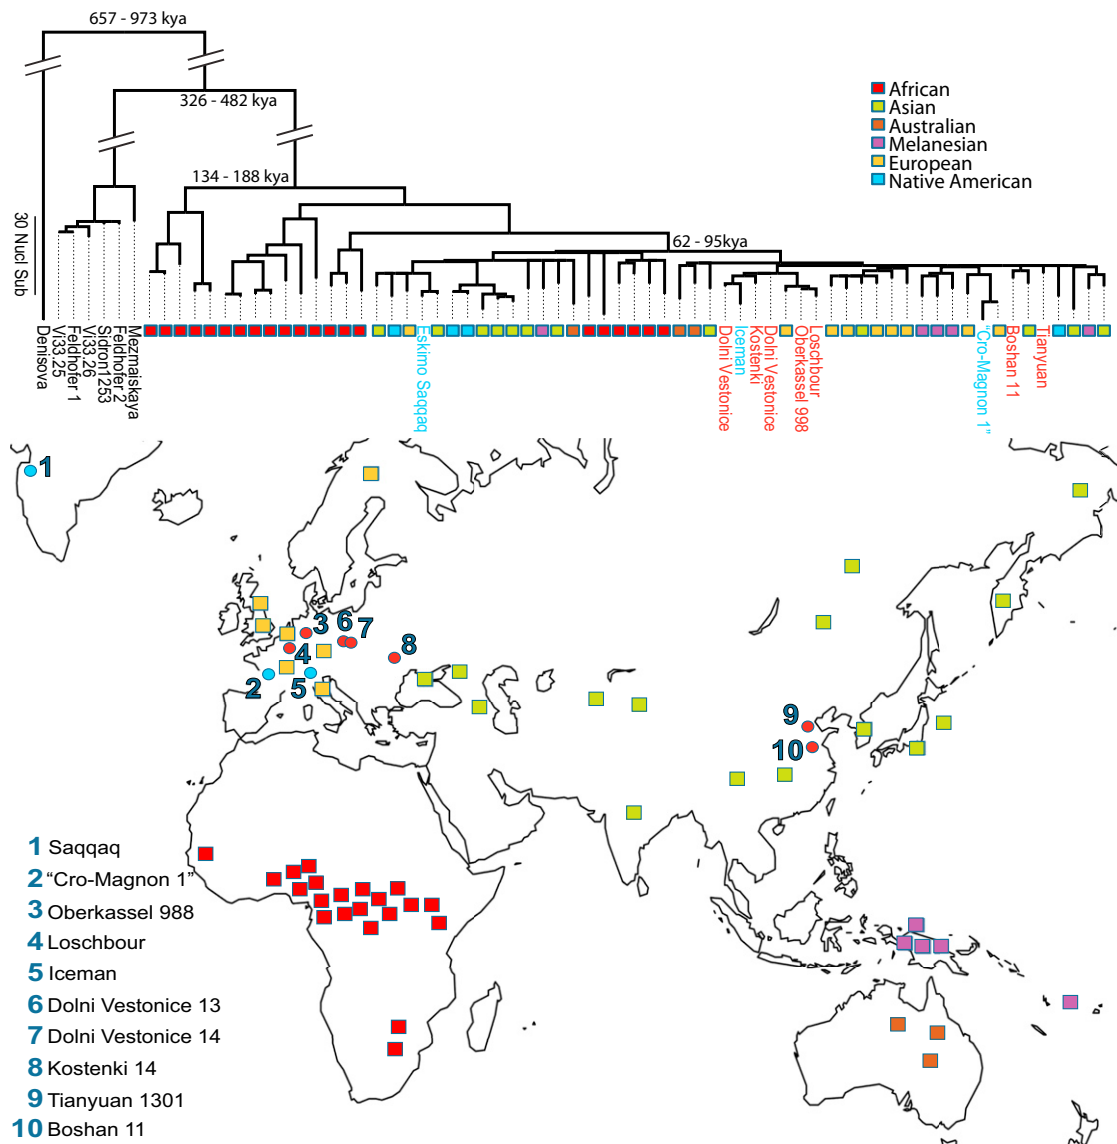 657 - 973 kya
326 - 482 kya
134 - 188 kya
62 - 95kya
African
Asian
Australian
Melanesian
European
Native American
30 Nucl Sub
Denisova
Vi33.25
Feldhofer 1
Vi33.26
Sidron1253
Feldhofer 2
Mezmaiskaya
Eskimo Saqqaq
Dolni Vestonice
Iceman
Kostenki
Dolni Vestonice
Oberkassel 998
Loschbour
"Cro-Magnon 1"
Boshan 11
Tianyuan
1
2
3
4
5
6
7
8
9
10
1 Saqqaq
2 "Cro-Magnon 1"
3 Oberkassel 988
4 Loschbour
5 Iceman
6 Dolni Vestonice 13
7 Dolni Vestonice 14
8 Kostenki 14
9 Tianyuan 1301
10 Boshan 11